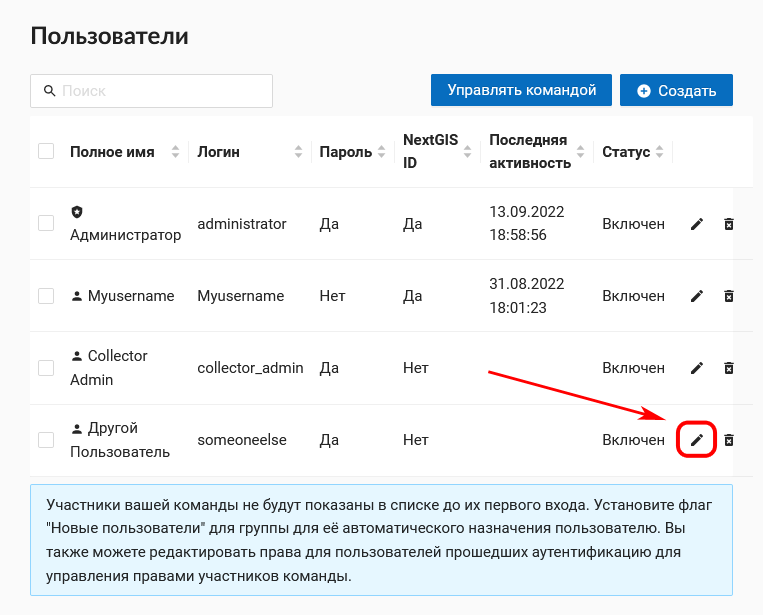 Пользователи
Поиск
Управлять командой
Создать
Полное имя
Логин
Пароль
NextGIS
ID
Последняя
активность
Статус
Администратор
administrator
Да
Да
13.09.2022
18:58:56
Включен
Myusername
Myusername
Нет
Да
31.08.2022
18:01:23
Включен
Collector
Admin
collector_admin
Да
Нет
Включен
Другой
Пользователь
someoneelse
Да
Нет
Включен
Участники вашей команды не будут показаны в списке до их первого входа. Установите флаг
"Новые пользователи" для группы для её автоматического назначения пользователю. Вы
также можете редактировать права для пользователей прошедших аутентификацию для
управления правами участников команды.